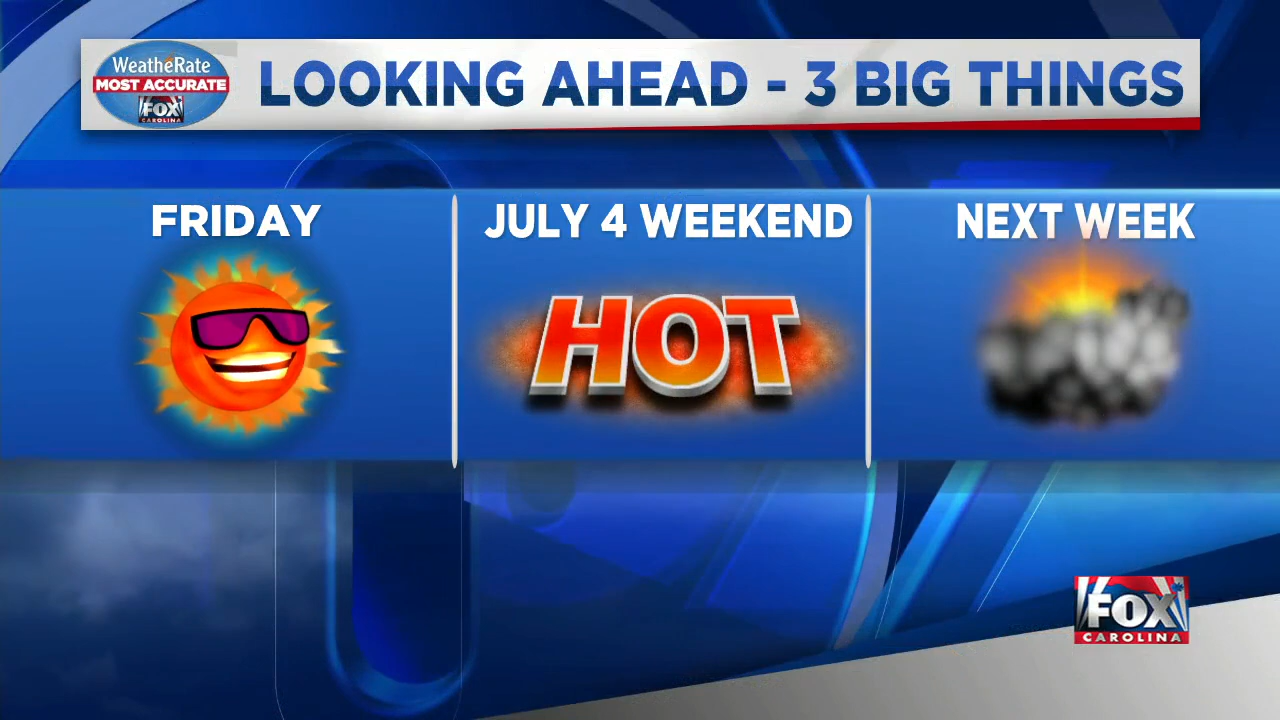 WeatheRate
MOST ACCURATE
FOX
CAROLINA
LOOKING AHEAD - 3 BIG THINGS
FRIDAY
JULY 4 WEEKEND
NEXT WEEK
HOT
FOX
CAROLINA